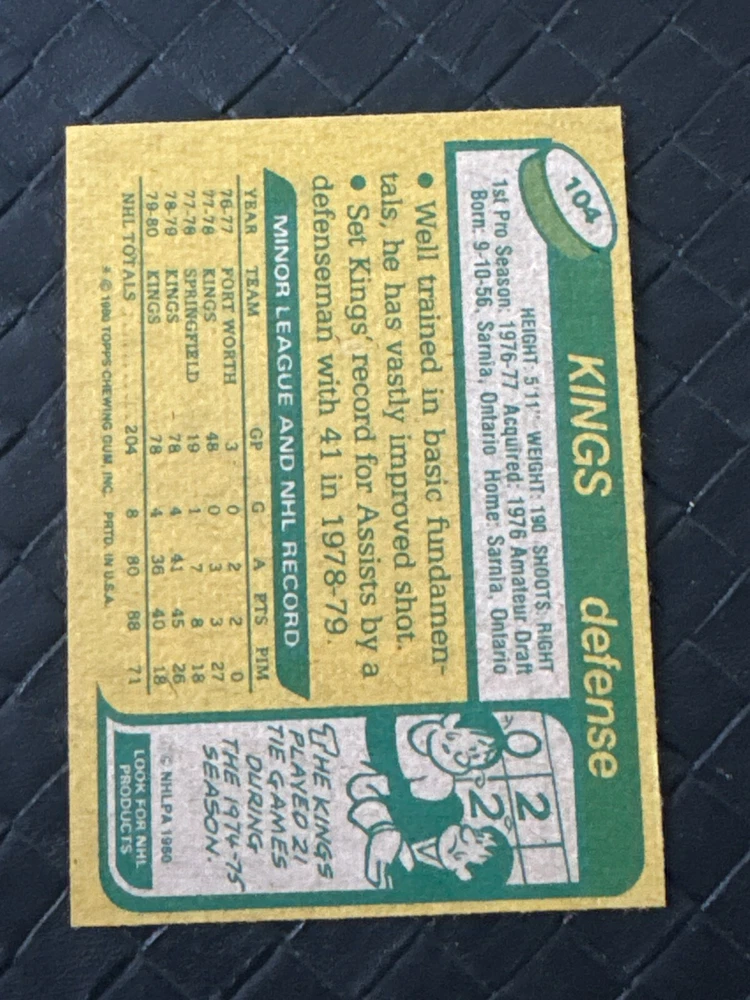 104
KINGS defense
HEIGHT: 5'11" WEIGHT: 190 SHOOTS: RIGHT
1st Pro Season: 1976-77 Acquired: 1976 Amateur Draft
Born: 9-10-56, Sarnia, Ontario Home: Sarnia, Ontario
• Well trained in basic fundamen-
tals, he has vastly improved shot.
• Set Kings' record for Assists by a
defenseman with 41 in 1978-79.
MINOR LEAGUE AND NHL RECORD
YEAR TEAM GP G A PTS PIM
76-77 FORT WORTH 3 0 2 2 0
77-78 KINGS 48 0 3 3 27
77-78 SPRINGFIELD 19 1 7 8 18
78-79 KINGS 78 4 41 45 26
79-80 KINGS 78 4 36 40 18
NHL TOTALS 204 8 80 88 71
* © 1980 TOPPS CHEWING GUM, INC. PRTD. IN U.S.A.
0 2
2
THE KINGS
PLAYED 21
TIE GAMES
DURING
THE 1974-75
SEASON.
© NHLPA 1980
LOOK FOR NHL
PRODUCTS